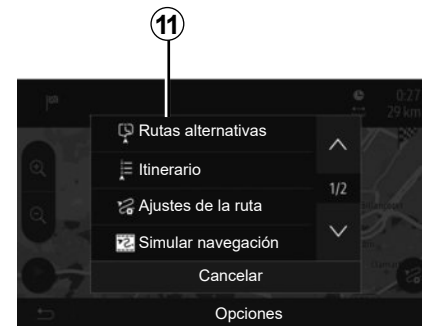 11
0:27
29 km
Rutas alternativas
Itinerario
1/2
Ajustes de la ruta
Simular navegación
Cancelar
Opciones